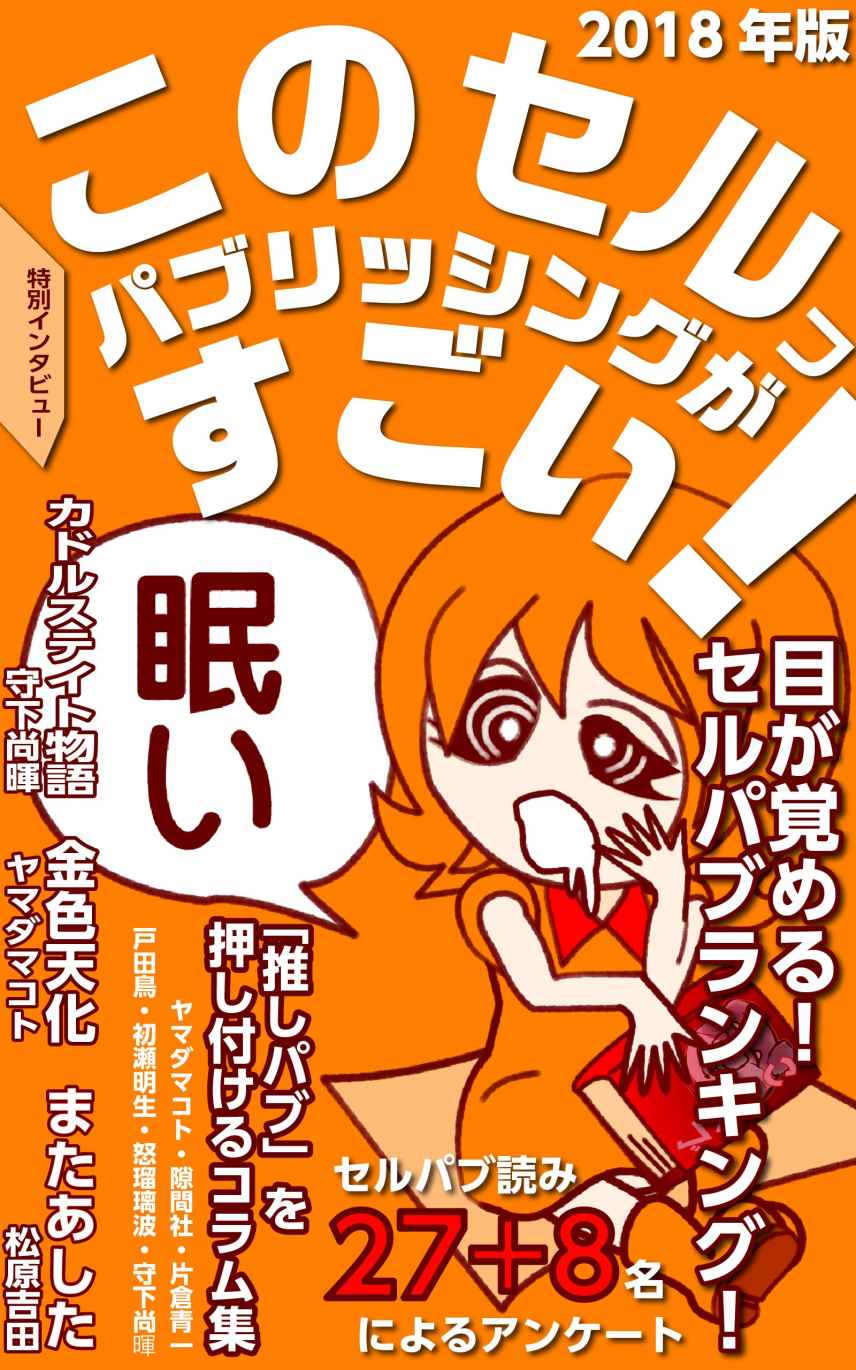 2018年版
このセルっ
パブリッシングが
すごい!
特別インタビュー
カドルステイト物語
守下尚暉
金色天化
ヤマダマコト
またあした
松原吉田
眠い
目が覚める!
セルパブランキング!
「推しパブ」を
押し付けるコラム集
ヤマダマコト・隙間社・片倉青一
戸田鳥・初瀬明生・怒瑠璃波・守下尚暉
セルパブ読み
27+8名
によるアンケート